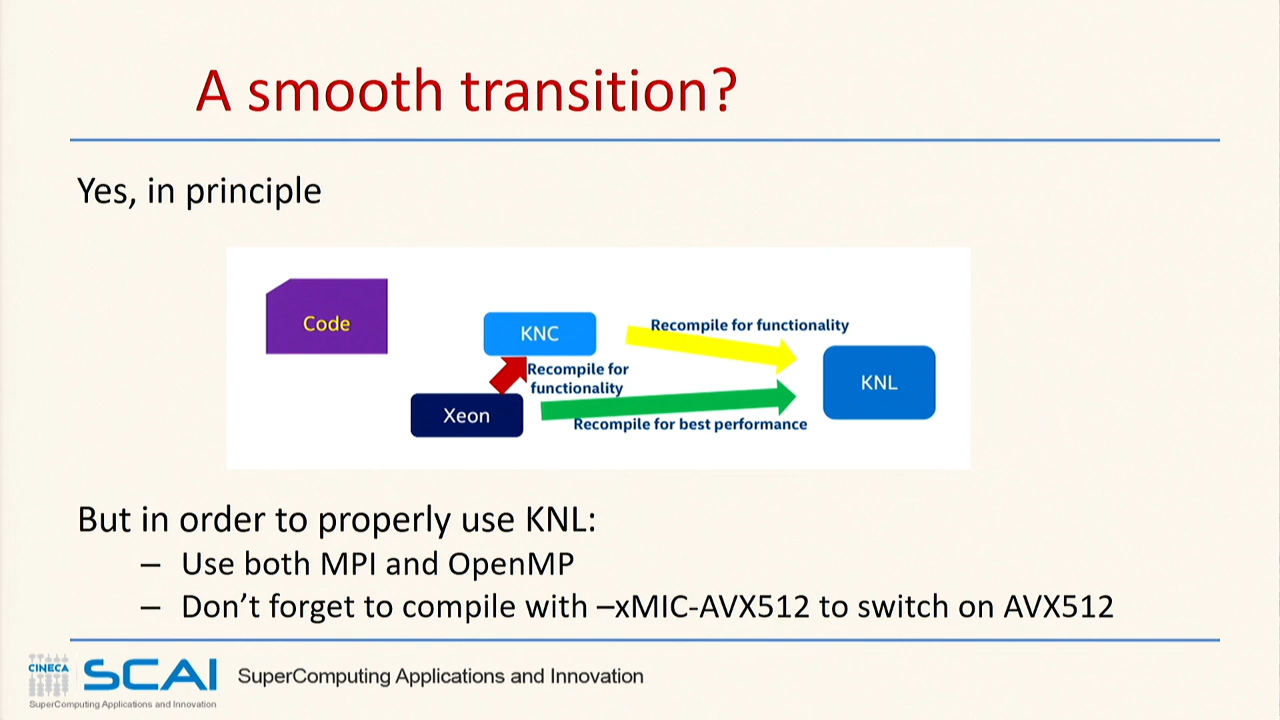 A smooth transition?
Yes, in principle
Code
KNC
Recompile for functionality
Recompile for
functionality
KNL
Xeon
Recompile for best performance
But in order to properly use KNL:
– Use both MPI and OpenMP
– Don’t forget to compile with –xMIC-AVX512 to switch on AVX512
CINECA
SCAI
SuperComputing Applications and Innovation
SuperComputing Applications and Innovation